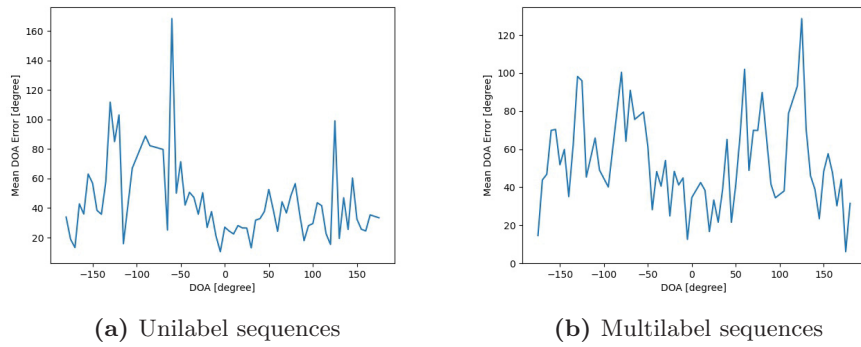 160
140
120
100
80
60
40
20
Mean DOA Error [degree]
−150 −100 −50 0 50 100 150
DOA [degree]
(a) Unilabel sequences
120
100
80
60
40
20
0
Mean DOA Error [degree]
−150 −100 −50 0 50 100 150
DOA [degree]
(b) Multilabel sequences